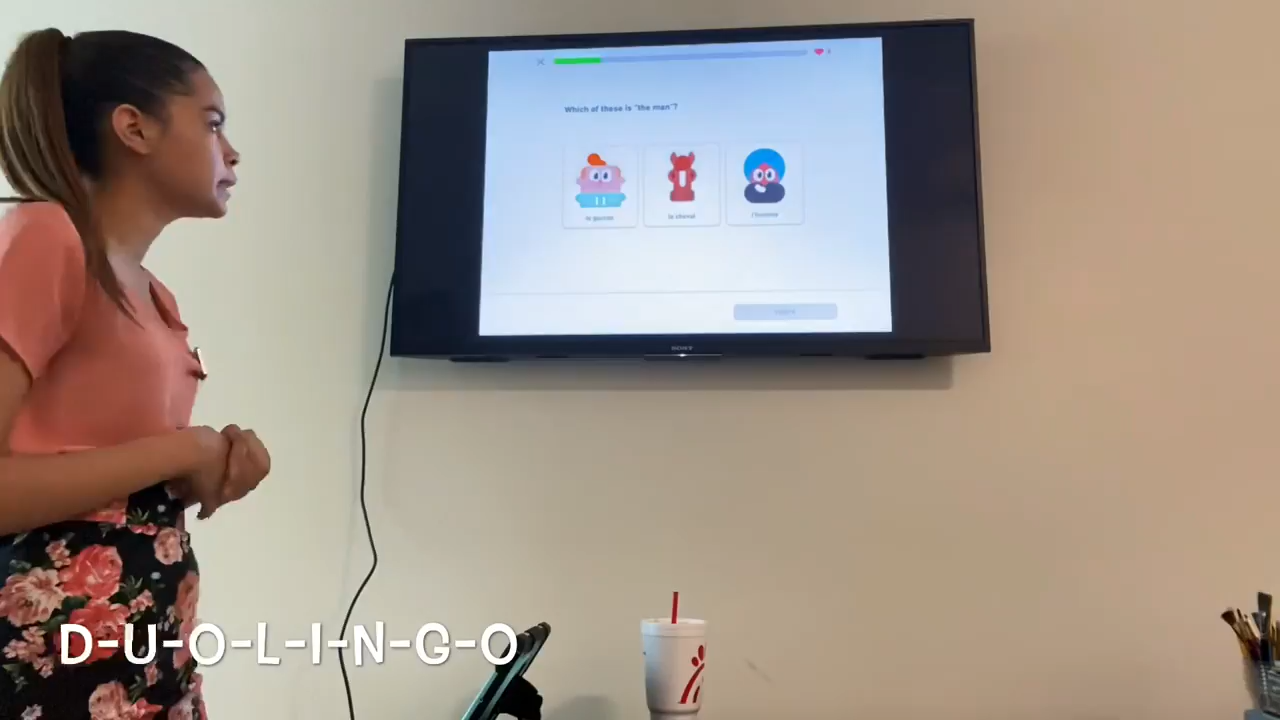 Which of these is "the man"?
le garçon
le cheval
l'homme
SONY
D-U-O-L-I-N-G-O